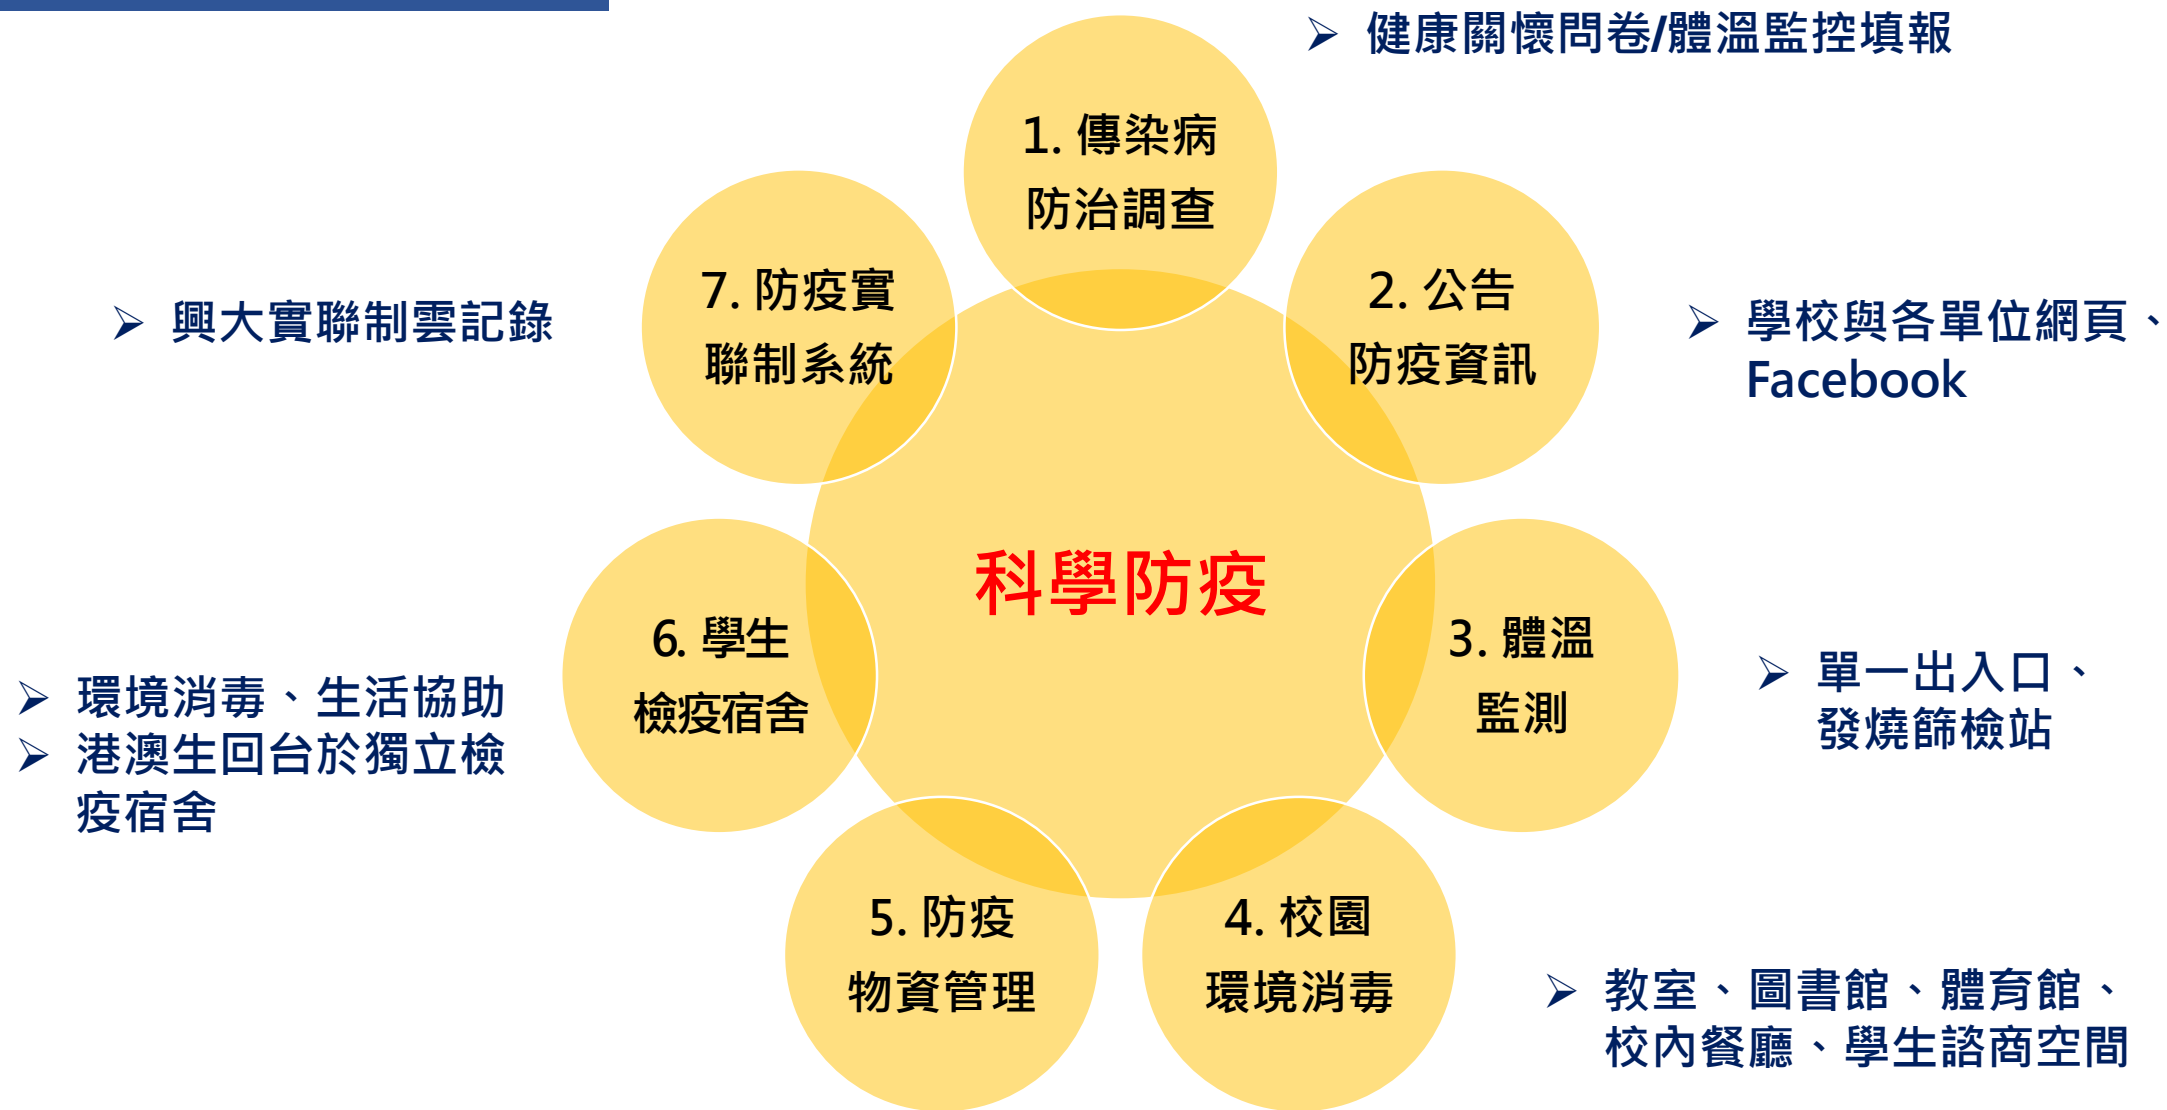 ➢ 健康關懷問卷/體溫監控填報
1. 傳染病
防治調查
2. 公告
防疫資訊
➢ 學校與各單位網頁、
Facebook
3. 體溫
監測
➢ 單一出入口、
發燒篩檢站
4. 校園
環境消毒
➢ 教室、圖書館、體育館、
校內餐廳、學生諮商空間
5. 防疫
物資管理
6. 學生
檢疫宿舍
➢ 環境消毒、生活協助
➢ 港澳生回台於獨立檢
疫宿舍
7. 防疫實
聯制系統
➢ 興大實聯制雲記錄
科學防疫